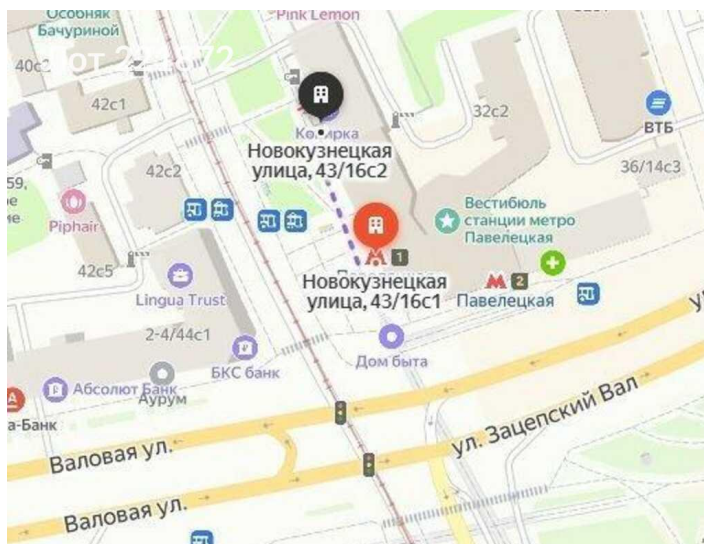 Особняк
Бачуриной
Pink Lemon
Лот 221872
42с1
32с2
ВТБ
42с2
Новокузнецкая
улица, 43/16с2
36/14с3
59,
Piphair
Вестибюль
станции метро
Павелецкая
42с5
1
Новокузнецкая
улица, 43/16с1
2
Павелецкая
Lingua Trust
2-4/44с1
БКС банк
Дом быта
Абсолют Банк
Аурум
а-Банк
Валовая ул.
ул. Зацепский Вал
Валовая ул.